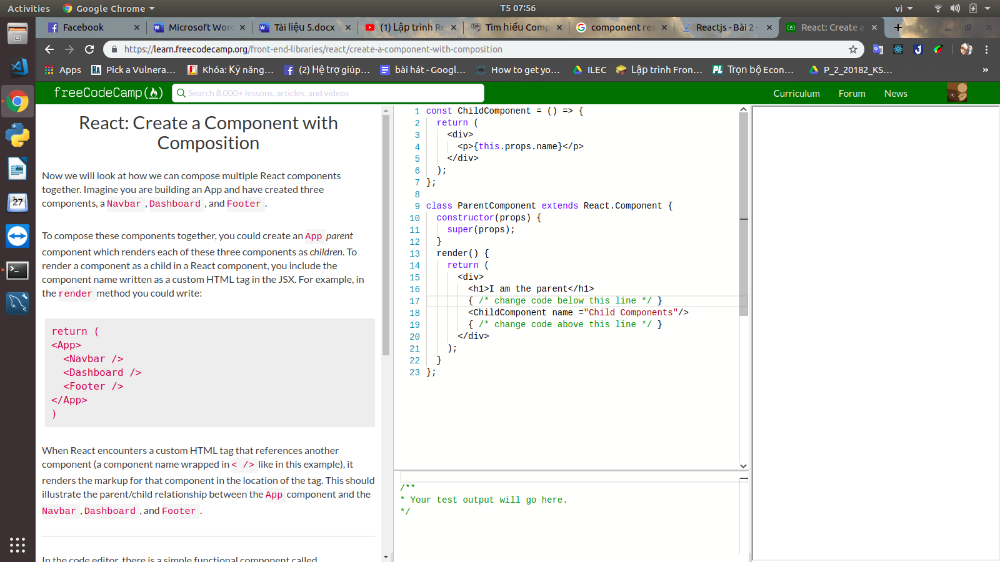 Activities
Google Chrome
T5 07:56
vi
Facebook
Microsoft Wor
Tài liệu 5.docx
(1) Lập trình Re
Tìm hiểu Comp
component rea
Reactjs - Bài 2 -
React: Create a
https://learn.freecodecamp.org/front-end-libraries/react/create-a-component-with-composition
Apps
Pick a Vulnera...
Khóa: Kỹ năng...
(2) Hệ trợ giúp...
bài hát - Googl...
How to get yo...
ILEC
Lập trình Fron...
Trọn bộ Econ...
P_2_20182_KS...
»
freeCodeCamp
Search 8,000+ lessons, articles, and videos
Curriculum
Forum
News
React: Create a Component with
Composition
Now we will look at how we can compose multiple React components
together. Imagine you are building an App and have created three
components, a Navbar , Dashboard , and Footer .
To compose these components together, you could create an App parent
component which renders each of these three components as children. To
render a component as a child in a React component, you include the
component name written as a custom HTML tag in the JSX. For example, in
the render method you could write:
return (
<App>
  <Navbar />
  <Dashboard />
  <Footer />
</App>
)
When React encounters a custom HTML tag that references another
component (a component name wrapped in < /> like in this example), it
renders the markup for that component in the location of the tag. This should
illustrate the parent/child relationship between the App component and the
Navbar , Dashboard , and Footer .
In the code editor, there is a simple functional component called
1 const ChildComponent = () => {
2   return (
3     <div>
4       <p>{this.props.name}</p>
5     </div>
6   );
7 };
8
9 class ParentComponent extends React.Component {
10   constructor(props) {
11     super(props);
12   }
13   render() {
14     return (
15       <div>
16         <h1>I am the parent</h1>
17         { /* change code below this line */ }
18         <ChildComponent name ="Child Components"/>
19         { /* change code above this line */ }
20       </div>
21     );
22   }
23 };
/**
* Your test output will go here.
*/
27